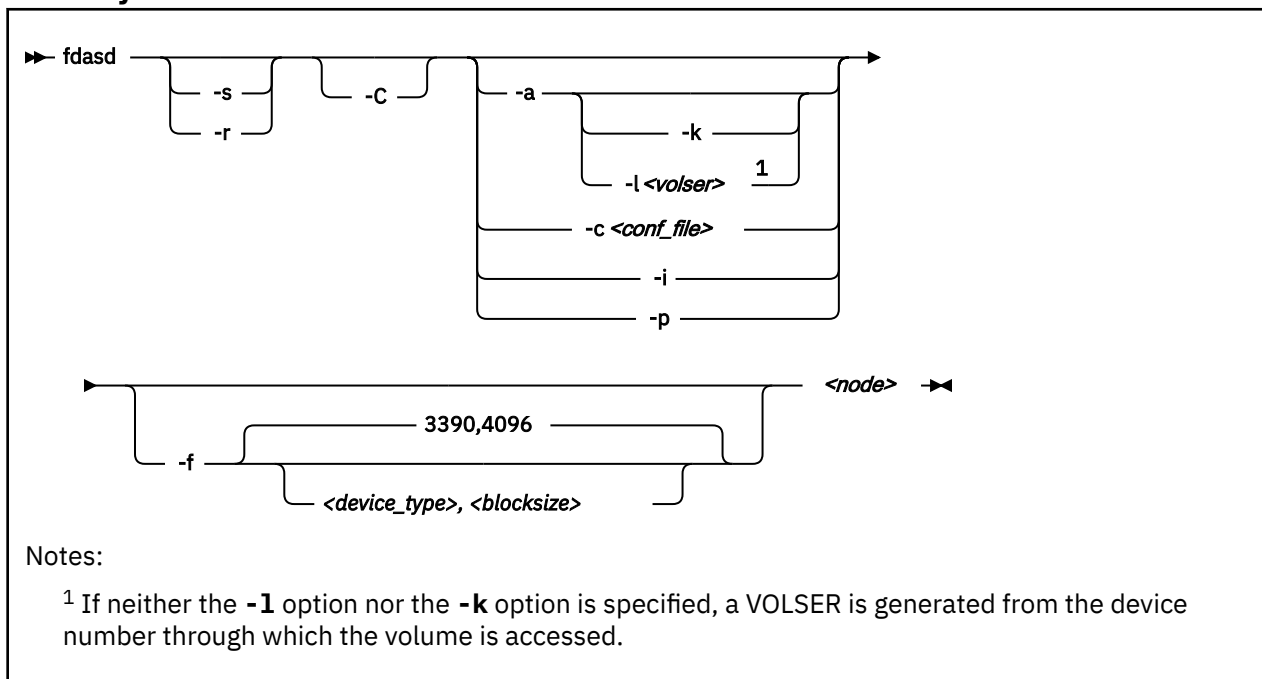 fdasd
-s
-r
-C
-a
-k
-l <volser> 1
-c <conf_file>
-i
-p
<node>
3390,4096
-f
<device_type>, <blocksize>
Notes:
1 If neither the -l option nor the -k option is specified, a VOLSER is generated from the device
number through which the volume is accessed.